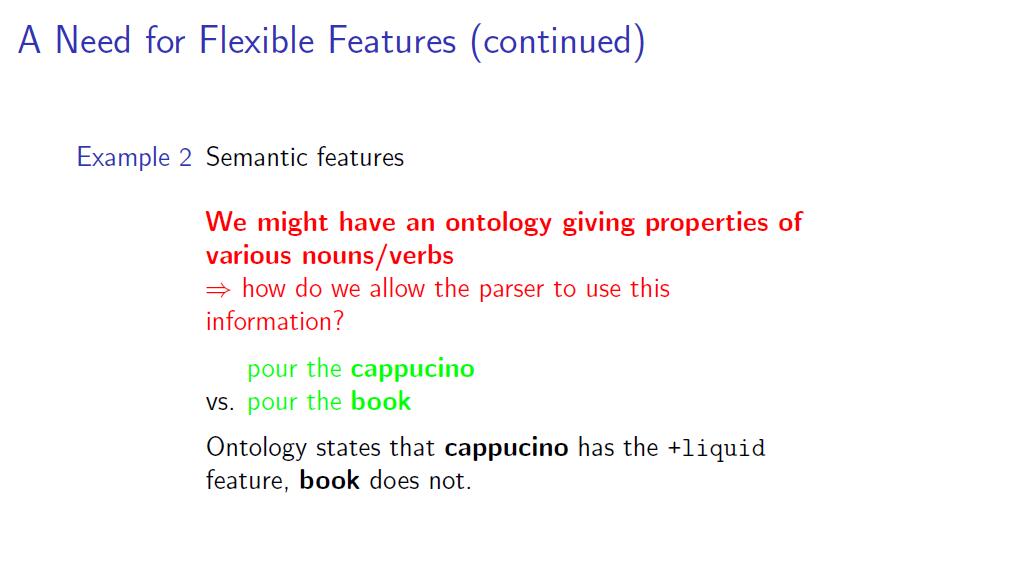 A Need for Flexible Features (continued)
Example 2 Semantic features
We might have an ontology giving properties of
various nouns/verbs
⇒ how do we allow the parser to use this
information?
pour the cappucino
vs. pour the book
Ontology states that cappucino has the +liquid
feature, book does not.